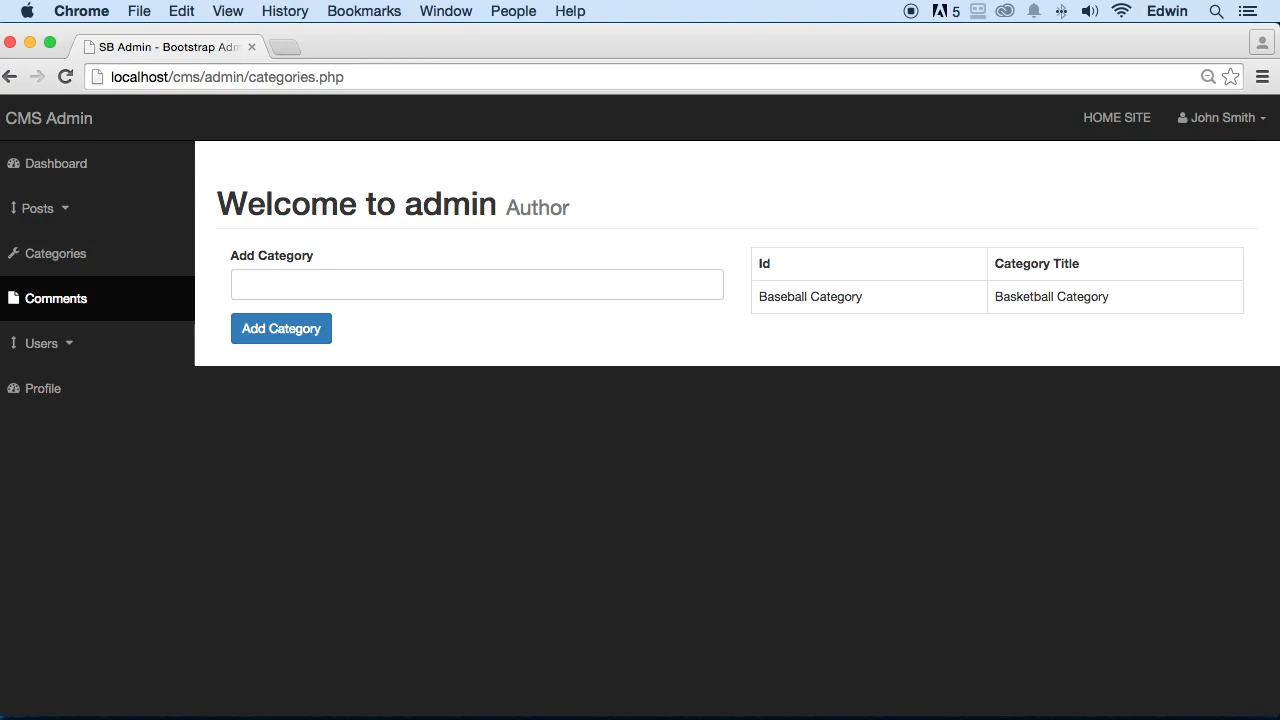 Chrome File Edit View History Bookmarks Window People Help 5 Edwin
SB Admin - Bootstrap Adm
localhost/cms/admin/categories.php
CMS Admin HOME SITE John Smith
Dashboard
Posts
Categories
Comments
Users
Profile
Welcome to admin Author
Add Category
Add Category
Id Category Title
Baseball Category Basketball Category